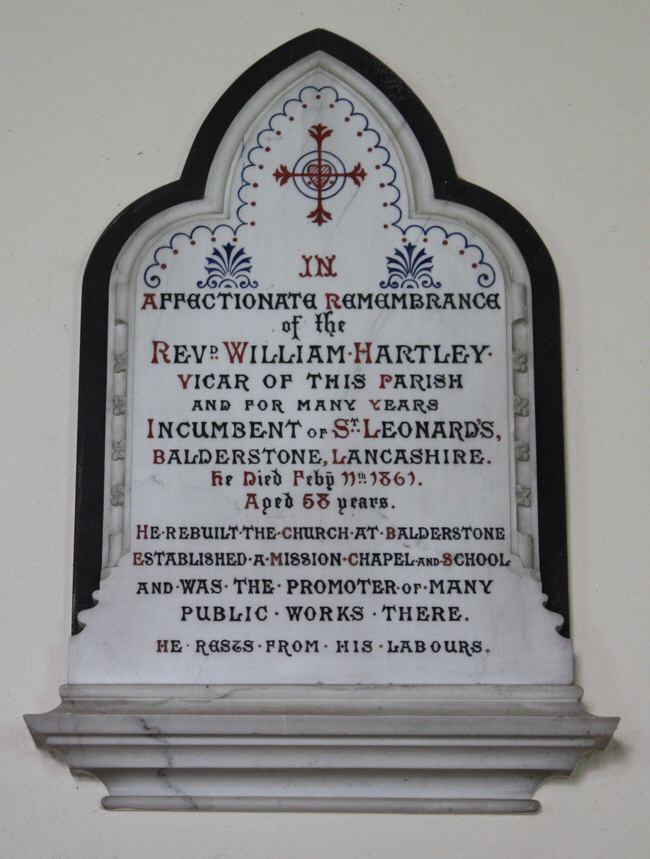 IN
AFFECTIONATE REMEMBRANCE
of the
REVD. WILLIAM·HARTLEY·
VICAR OF THIS PARISH
AND FOR MANY YEARS
INCUMBENT OF ST. LEONARD'S,
BALDERSTONE, LANCASHIRE.
He Died Feby 11th 1861.
Aged 58 years.
HE·REBUILT·THE·CHURCH·AT·BALDERSTONE
ESTABLISHED·A·MISSION·CHAPEL·AND·SCHOOL
AND·WAS·THE·PROMOTER·OF·MANY
PUBLIC·WORKS·THERE.
HE·RESTS·FROM·HIS·LABOURS.